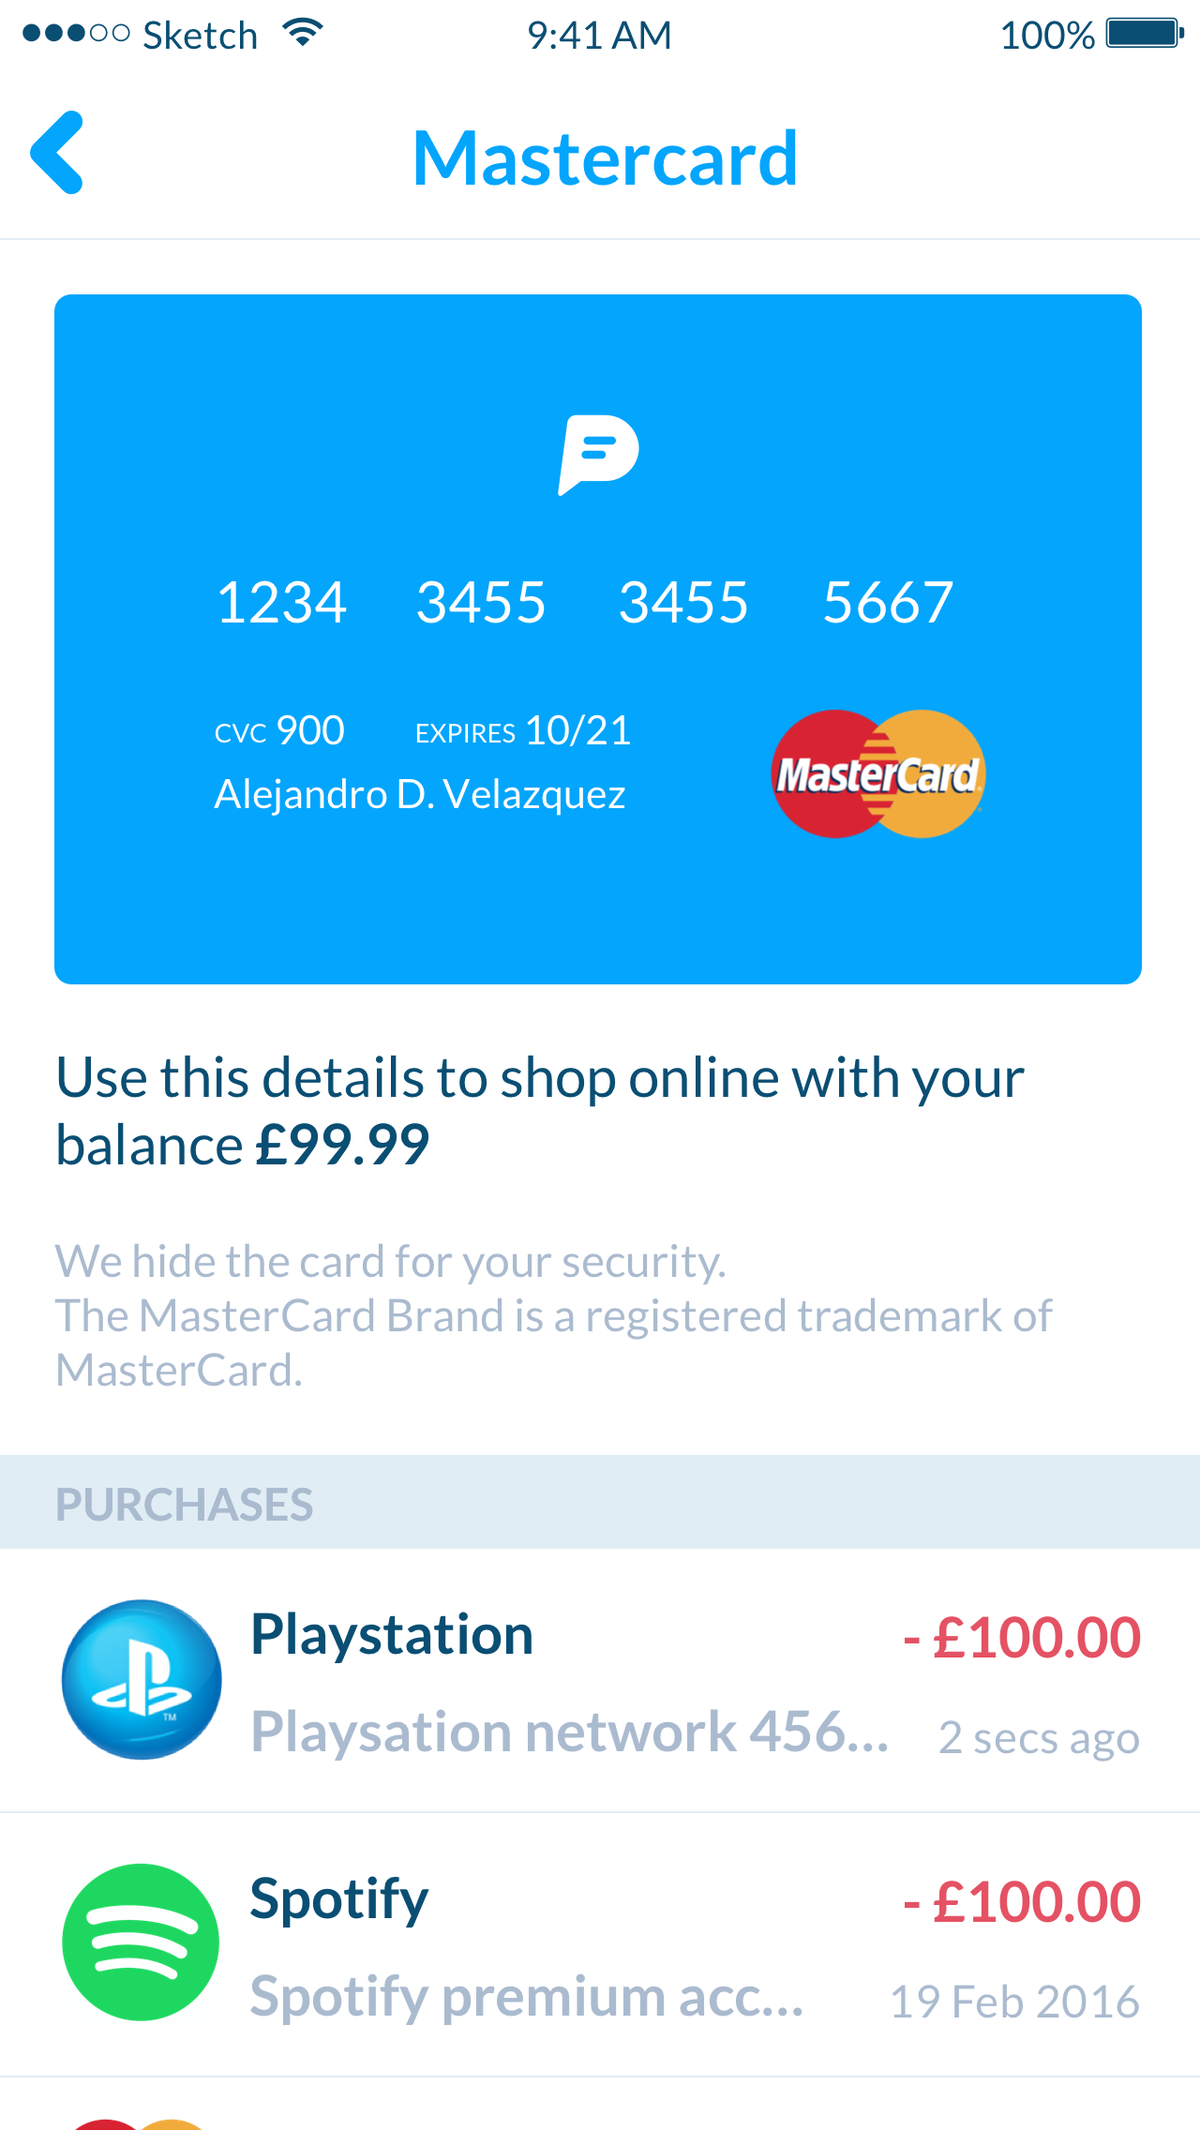 Sketch 9:41 AM 100%
Mastercard
1234 3455 3455 5667
CVC 900 EXPIRES 10/21
Alejandro D. Velazquez
MasterCard
Use this details to shop online with your
balance £99.99
We hide the card for your security.
The MasterCard Brand is a registered trademark of
MasterCard.
PURCHASES
Playstation - £100.00
TM
Playsation network 456... 2 secs ago
Spotify - £100.00
Spotify premium acc... 19 Feb 2016